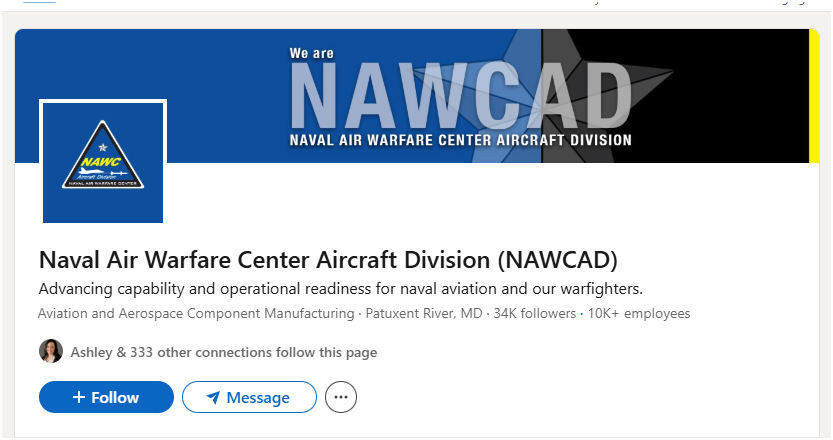 We are
NAWCAD
NAVAL AIR WARFARE CENTER AIRCRAFT DIVISION
NAWC
Aircraft Division
NAVAL AIR WARFARE CENTER
Naval Air Warfare Center Aircraft Division (NAWCAD)
Advancing capability and operational readiness for naval aviation and our warfighters.
Aviation and Aerospace Component Manufacturing · Patuxent River, MD · 34K followers · 10K+ employees
Ashley & 333 other connections follow this page
+ Follow
Message